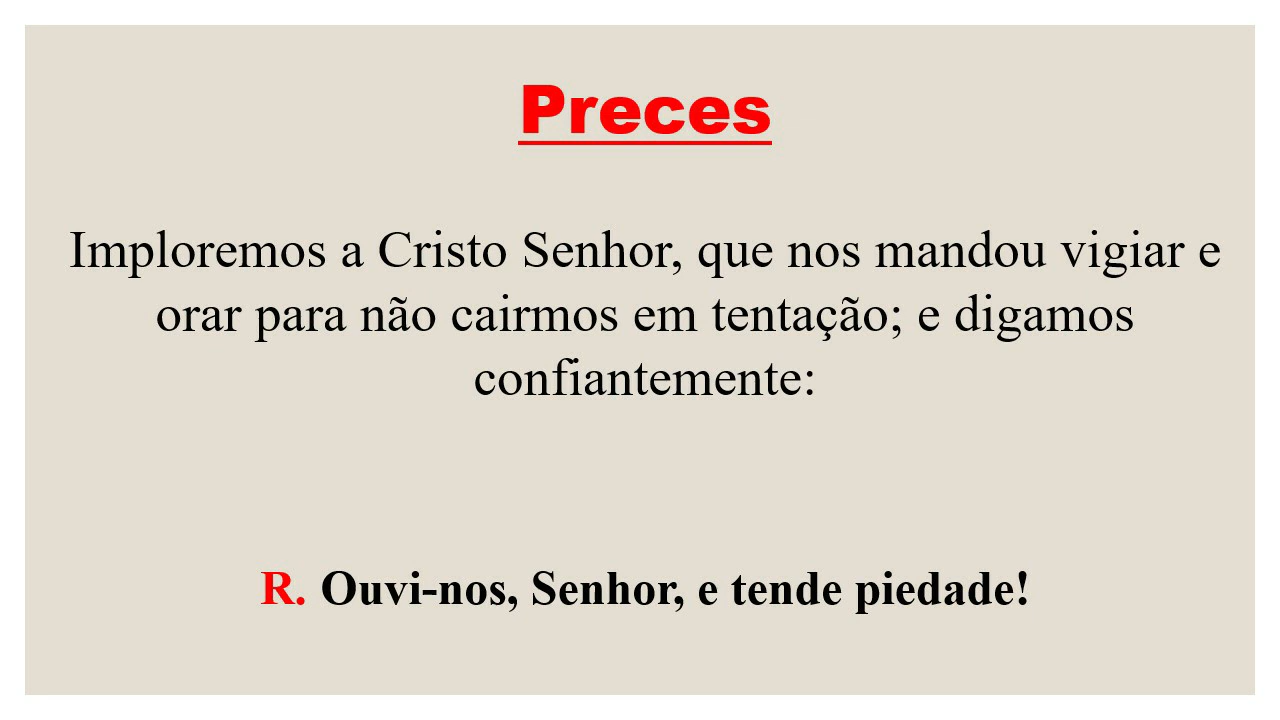 Preces
Imploremos a Cristo Senhor, que nos mandou vigiar e
orar para não cairmos em tentação; e digamos
confiantemente:
R. Ouvi-nos, Senhor, e tende piedade!